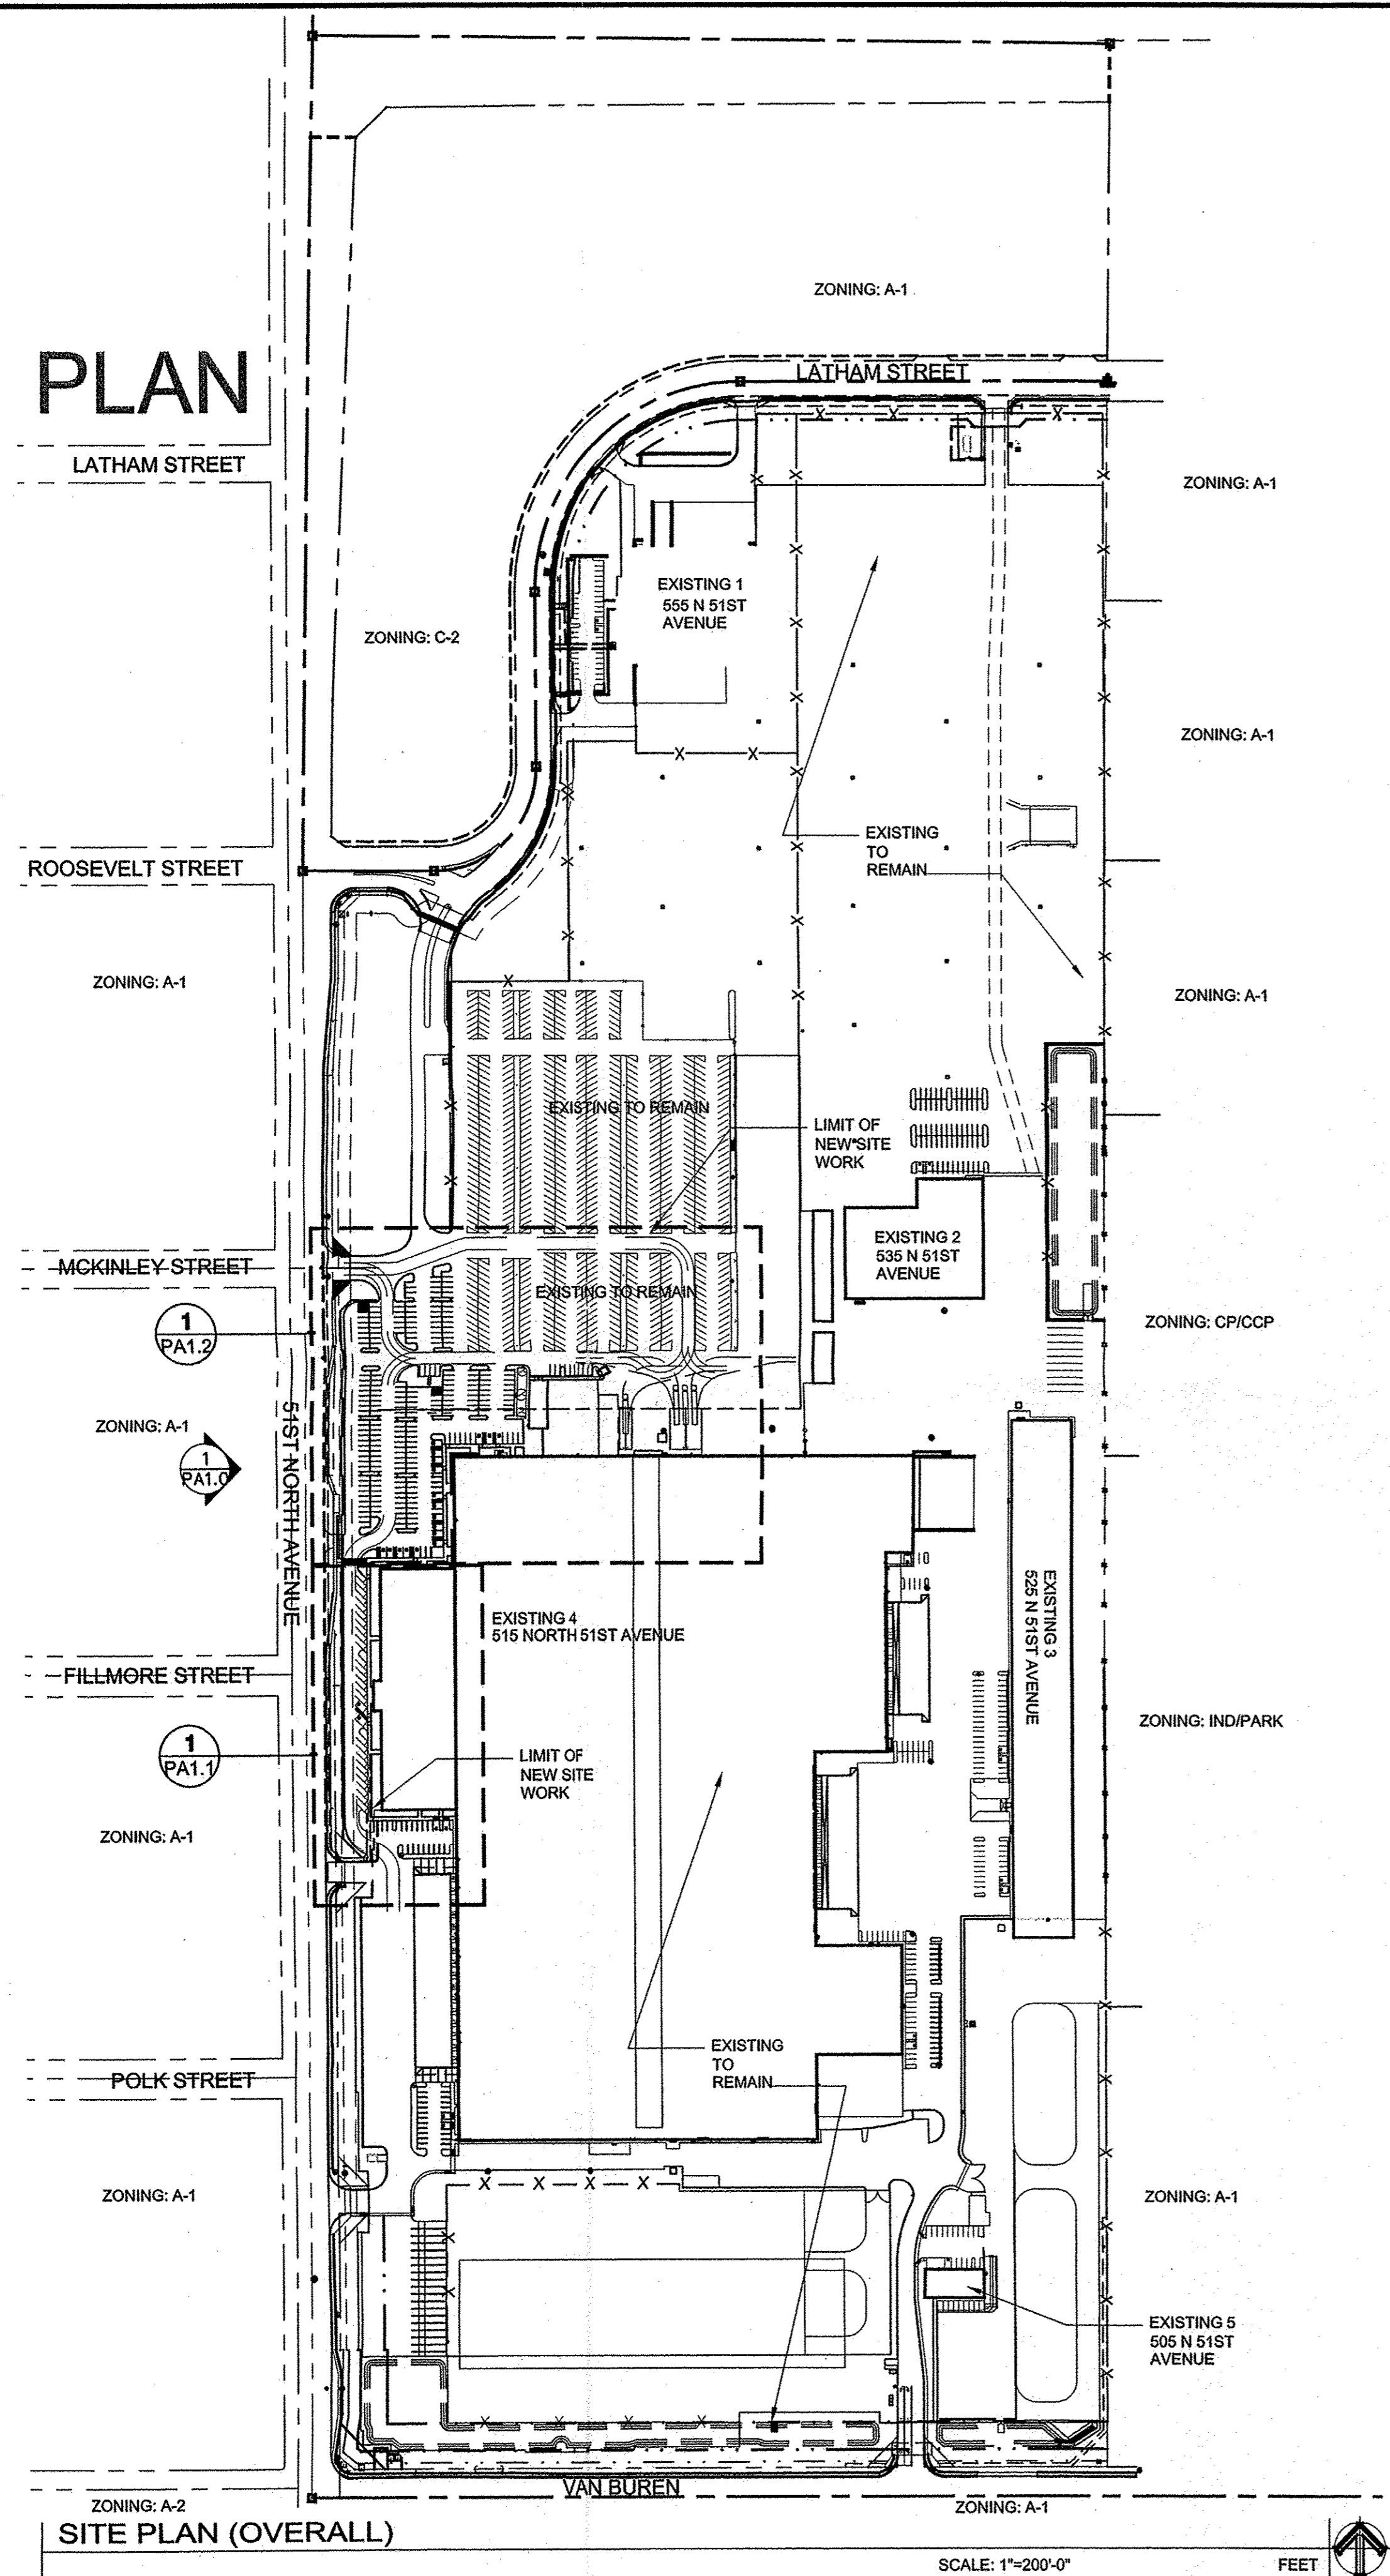 ZONING: A-1
PLAN
LATHAM STREET
LATHAM STREET
ZONING: A-1
EXISTING 1
555 N 51ST
AVENUE
ZONING: C-2
ZONING: A-1
EXISTING
TO
REMAIN
ROOSEVELT STREET
ZONING: A-1
ZONING: A-1
EXISTING TO REMAIN
LIMIT OF
NEW SITE
WORK
EXISTING 2
535 N 51ST
AVENUE
MCKINLEY STREET
EXISTING TO REMAIN
1
PA1.2
ZONING: CP/CCP
ZONING: A-1
1
PA1.0
51ST NORTH AVENUE
EXISTING 3
525 N 51ST AVENUE
EXISTING 4
515 NORTH 51ST AVENUE
FILLMORE STREET
ZONING: IND/PARK
1
PA1.1
LIMIT OF
NEW SITE
WORK
ZONING: A-1
EXISTING
TO
REMAIN
POLK STREET
ZONING: A-1
ZONING: A-1
EXISTING 5
505 N 51ST
AVENUE
VAN BUREN
ZONING: A-2
ZONING: A-1
SITE PLAN (OVERALL)
SCALE: 1"=200'-0"
FEET